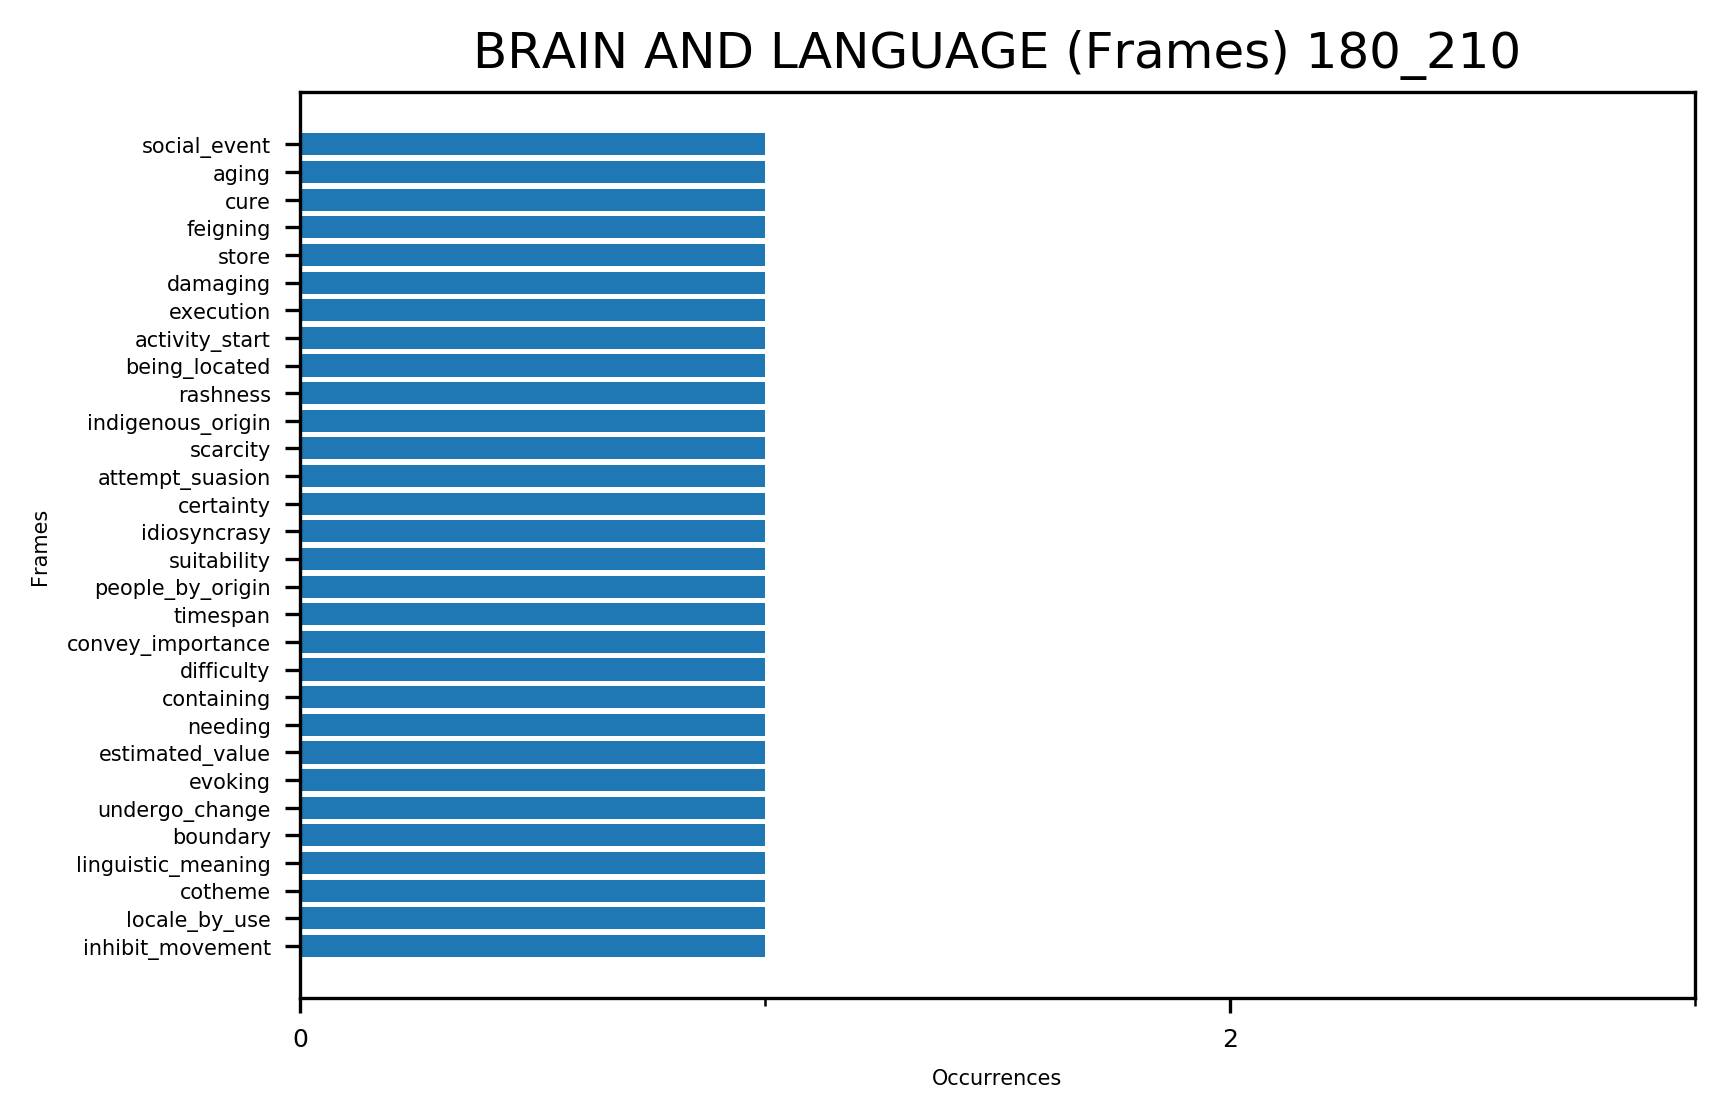 BRAIN AND LANGUAGE (Frames) 180_210
social_event
aging
cure
feigning
store
damaging
execution
activity_start
being_located
rashness
indigenous_origin
scarcity
attempt_suasion
certainty
idiosyncrasy
suitability
people_by_origin
timespan
convey_importance
difficulty
containing
needing
estimated_value
evoking
undergo_change
boundary
linguistic_meaning
cotheme
locale_by_use
inhibit_movement
Frames
0 2
Occurrences